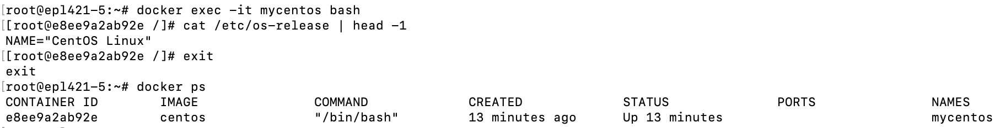 [root@epl421-5:~# docker exec -it mycentos bash
[[root@e8ee9a2ab92e /]# cat /etc/os-release | head -1
NAME="CentOS Linux"
[[root@e8ee9a2ab92e /]# exit
exit
[root@epl421-5:~# docker ps
CONTAINER ID IMAGE COMMAND CREATED STATUS PORTS NAMES
e8ee9a2ab92e centos "/bin/bash" 13 minutes ago Up 13 minutes mycentos